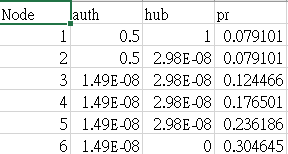 Node auth hub pr
1 0.5 1 0.079101
2 0.5 2.98E-08 0.079101
3 1.49E-08 2.98E-08 0.124466
4 1.49E-08 2.98E-08 0.176501
5 1.49E-08 2.98E-08 0.236186
6 1.49E-08 0 0.304645